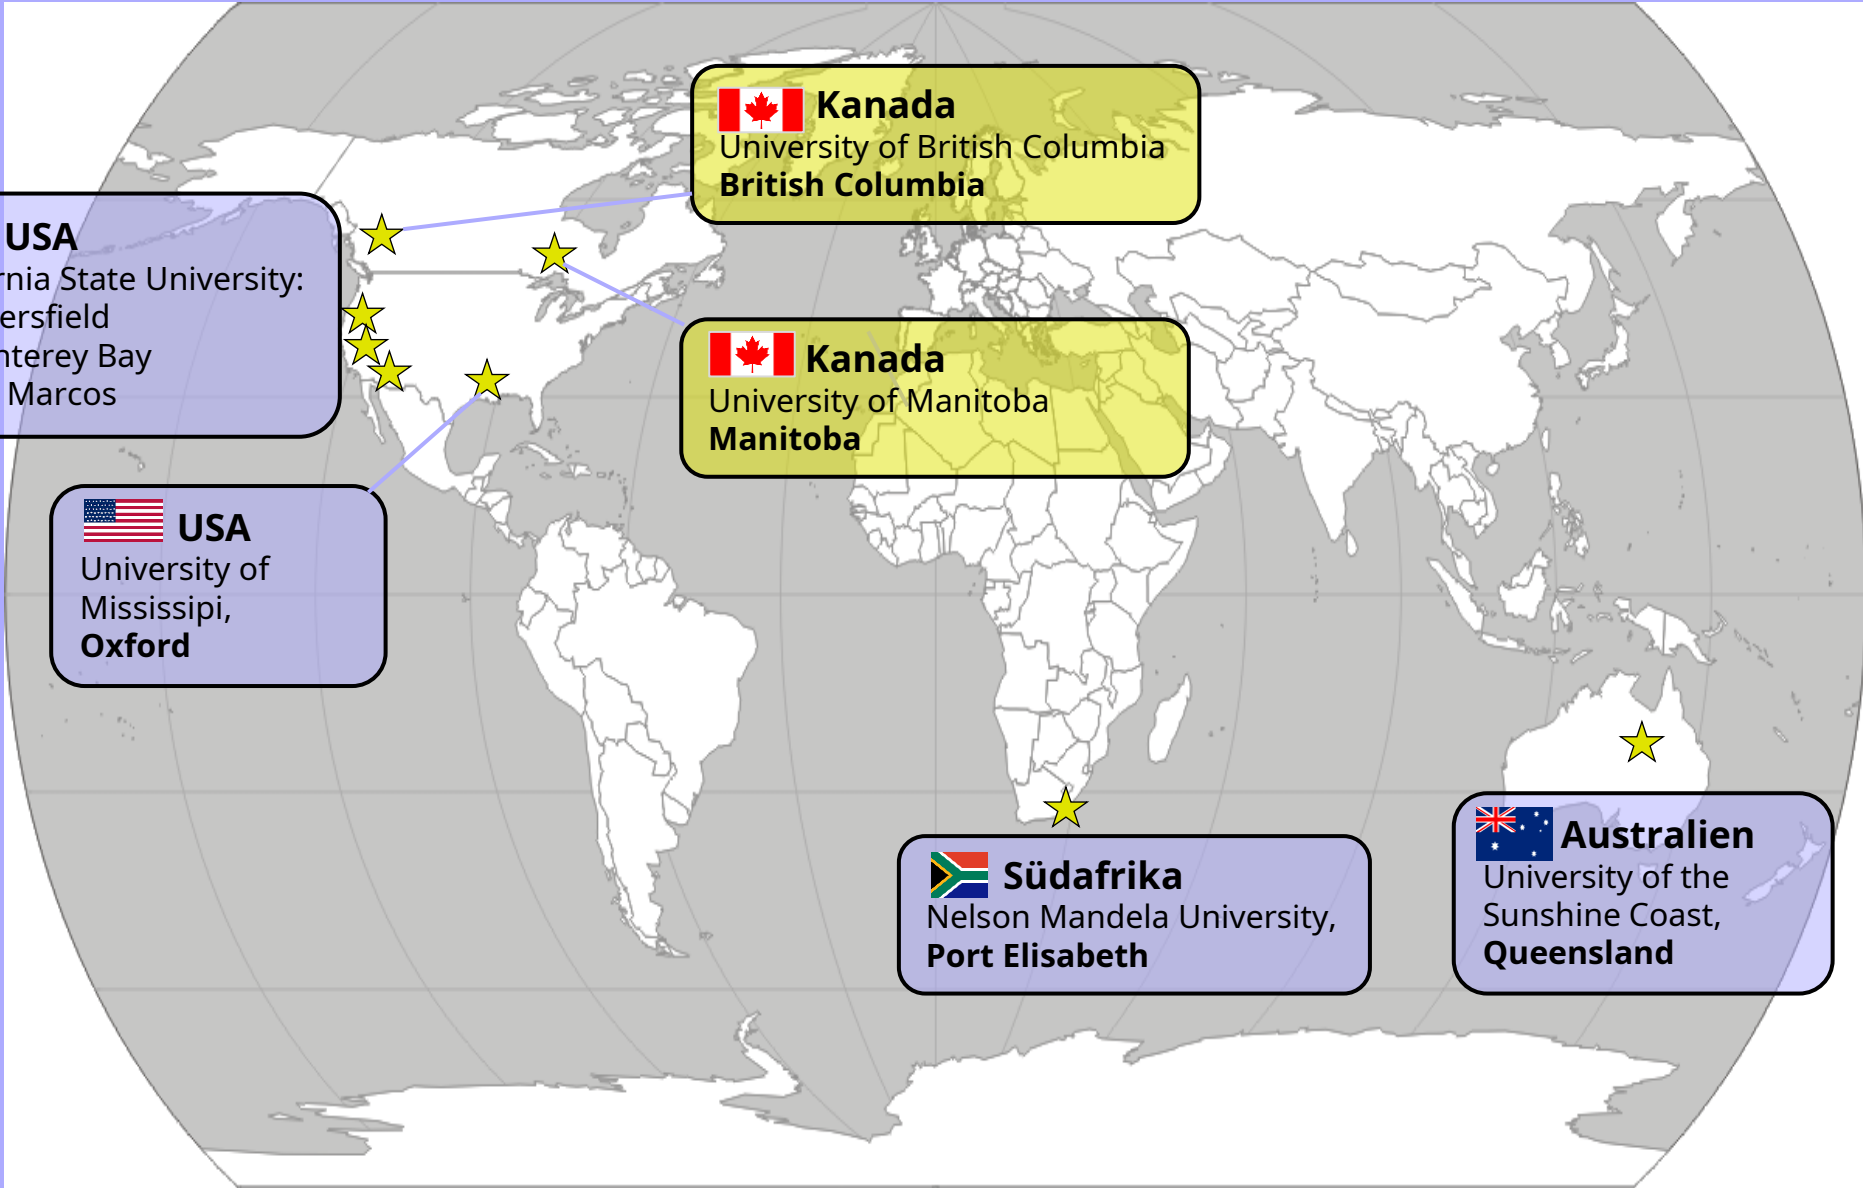 Kanada
University of British Columbia
British Columbia
USA
rnia State University:
ersfield
nterey Bay
Marcos
Kanada
University of Manitoba
Manitoba
USA
University of
Mississipi,
Oxford
Südafrika
Nelson Mandela University,
Port Elisabeth
Australien
University of the
Sunshine Coast,
Queensland